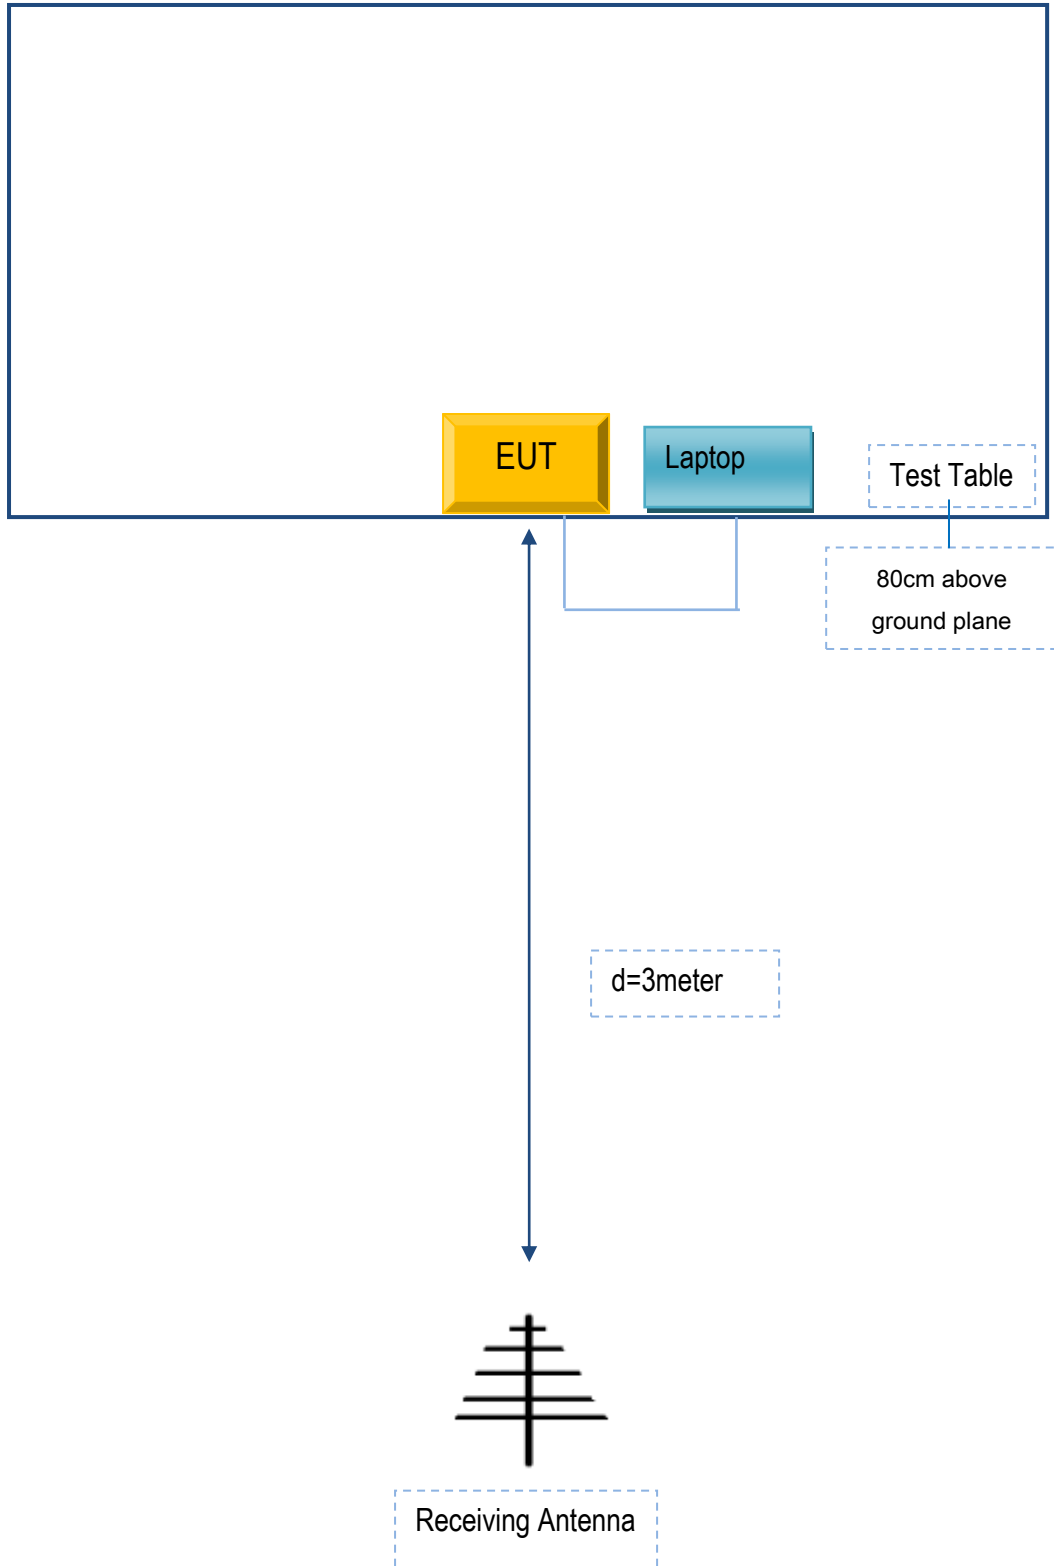 EUT
Laptop
Test Table
80cm above
ground plane
d=3meter
Receiving Antenna